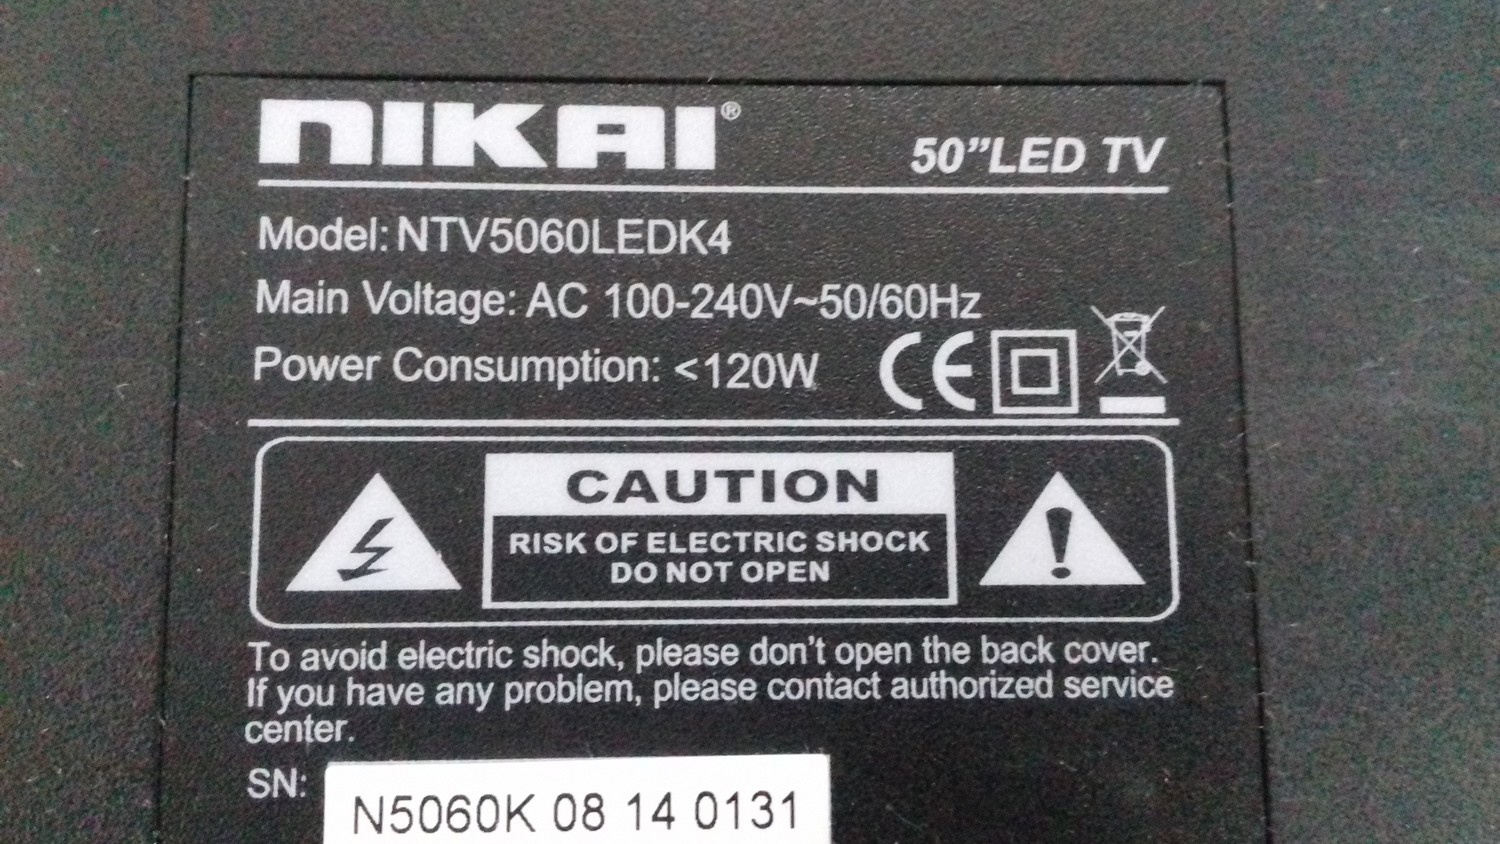 NIKAI®
50”LED TV
Model: NTV5060LEDK4
Main Voltage: AC 100-240V~50/60Hz
Power Consumption: <120W
CE
CAUTION
RISK OF ELECTRIC SHOCK
DO NOT OPEN
To avoid electric shock, please don’t open the back cover.
If you have any problem, please contact authorized service
center.
SN: N5060K 08 14 0131